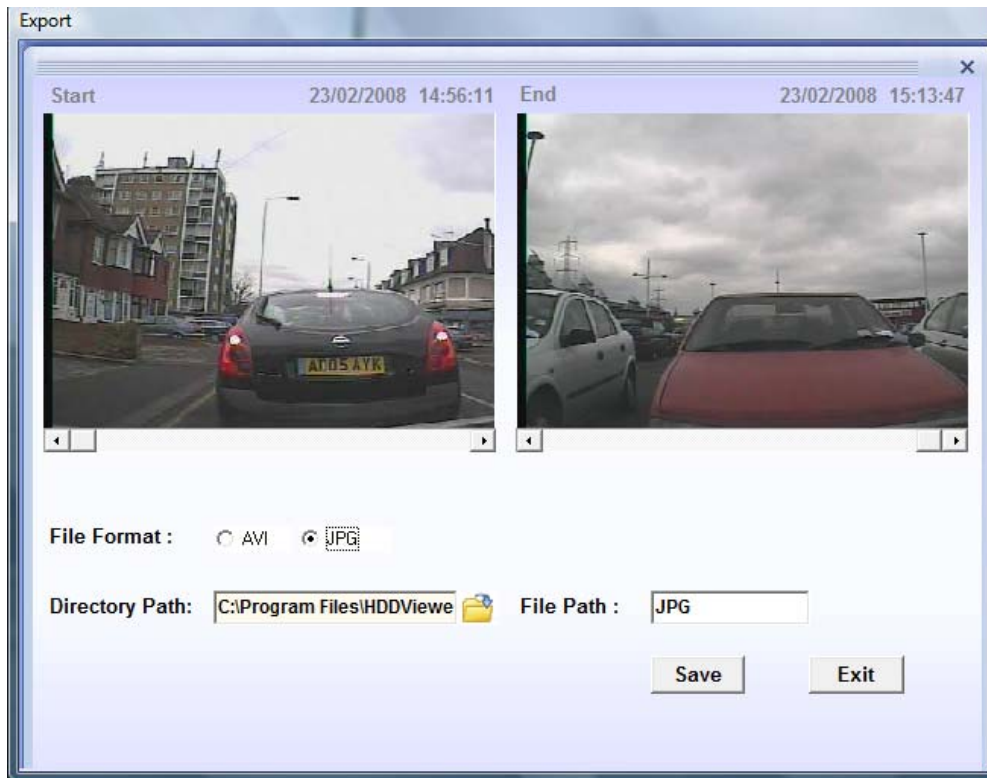 Export
Start 23/02/2008 14:56:11 End 23/02/2008 15:13:47
AD05 AYK
File Format : AVI JPG
Directory Path: C:\Program Files\HDDViewe File Path : JPG
Save Exit